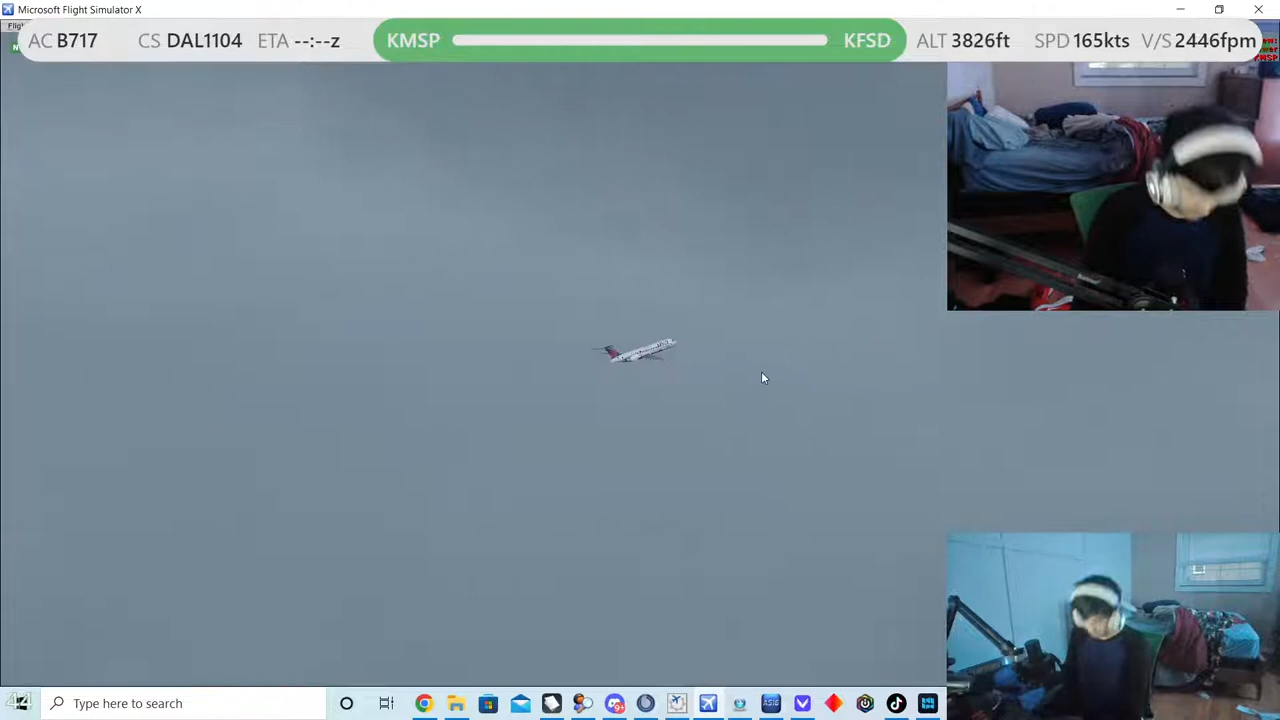 Microsoft Flight Simulator X
AC B717 CS DAL1104 ETA --:--z KMSP KFSD ALT 3826ft SPD 165kts V/S 2446fpm
KMSP
Type here to search